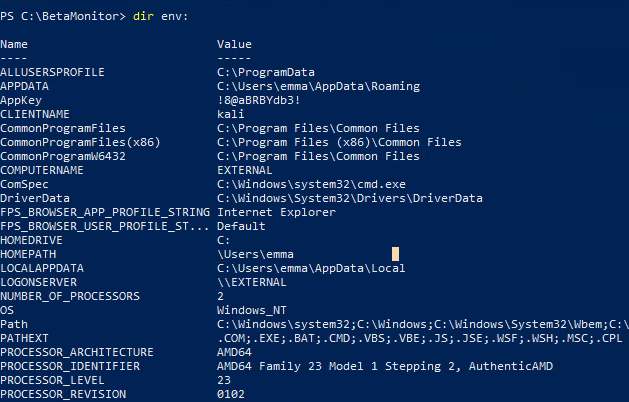 PS C:\BetaMonitor> dir env:
Name Value
---- -----
ALLUSERSPROFILE C:\ProgramData
APPDATA C:\Users\emma\AppData\Roaming
AppKey !8@aBRBYdb3!
CLIENTNAME kali
CommonProgramFiles C:\Program Files\Common Files
CommonProgramFiles(x86) C:\Program Files (x86)\Common Files
CommonProgramW6432 C:\Program Files\Common Files
COMPUTERNAME EXTERNAL
ComSpec C:\Windows\system32\cmd.exe
DriverData C:\Windows\System32\Drivers\DriverData
FPS_BROWSER_APP_PROFILE_STRING Internet Explorer
FPS_BROWSER_USER_PROFILE_ST... Default
HOMEDRIVE C:
HOMEPATH \Users\emma
LOCALAPPDATA C:\Users\emma\AppData\Local
LOGONSERVER \\EXTERNAL
NUMBER_OF_PROCESSORS 2
OS Windows_NT
Path C:\Windows\system32;C:\Windows;C:\Windows\System32\Wbem;C:\
PATHEXT .COM;.EXE;.BAT;.CMD;.VBS;.VBE;.JS;.JSE;.WSF;.WSH;.MSC;.CPL
PROCESSOR_ARCHITECTURE AMD64
PROCESSOR_IDENTIFIER AMD64 Family 23 Model 1 Stepping 2, AuthenticAMD
PROCESSOR_LEVEL 23
PROCESSOR_REVISION 0102